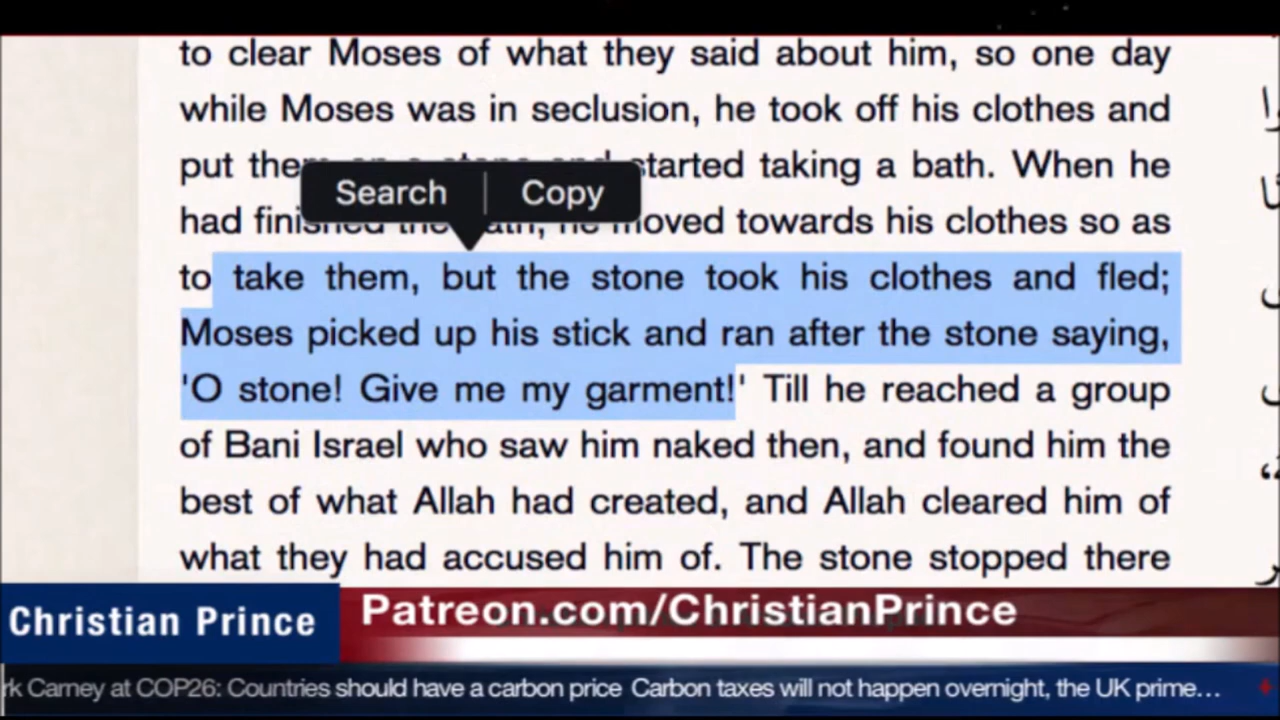 to clear Moses of what they said about him, so one day
while Moses was in seclusion, he took off his clothes and
put started taking a bath. When he
had finished the bath, he moved towards his clothes so as
to take them, but the stone took his clothes and fled;
Moses picked up his stick and ran after the stone saying,
'O stone! Give me my garment!' Till he reached a group
of Bani Israel who saw him naked then, and found him the
best of what Allah had created, and Allah cleared him of
what they had accused him of. The stone stopped there
Search Copy
Christian Prince
Patreon.com/ChristianPrince
rk Carney at COP26: Countries should have a carbon price Carbon taxes will not happen overnight, the UK prime…